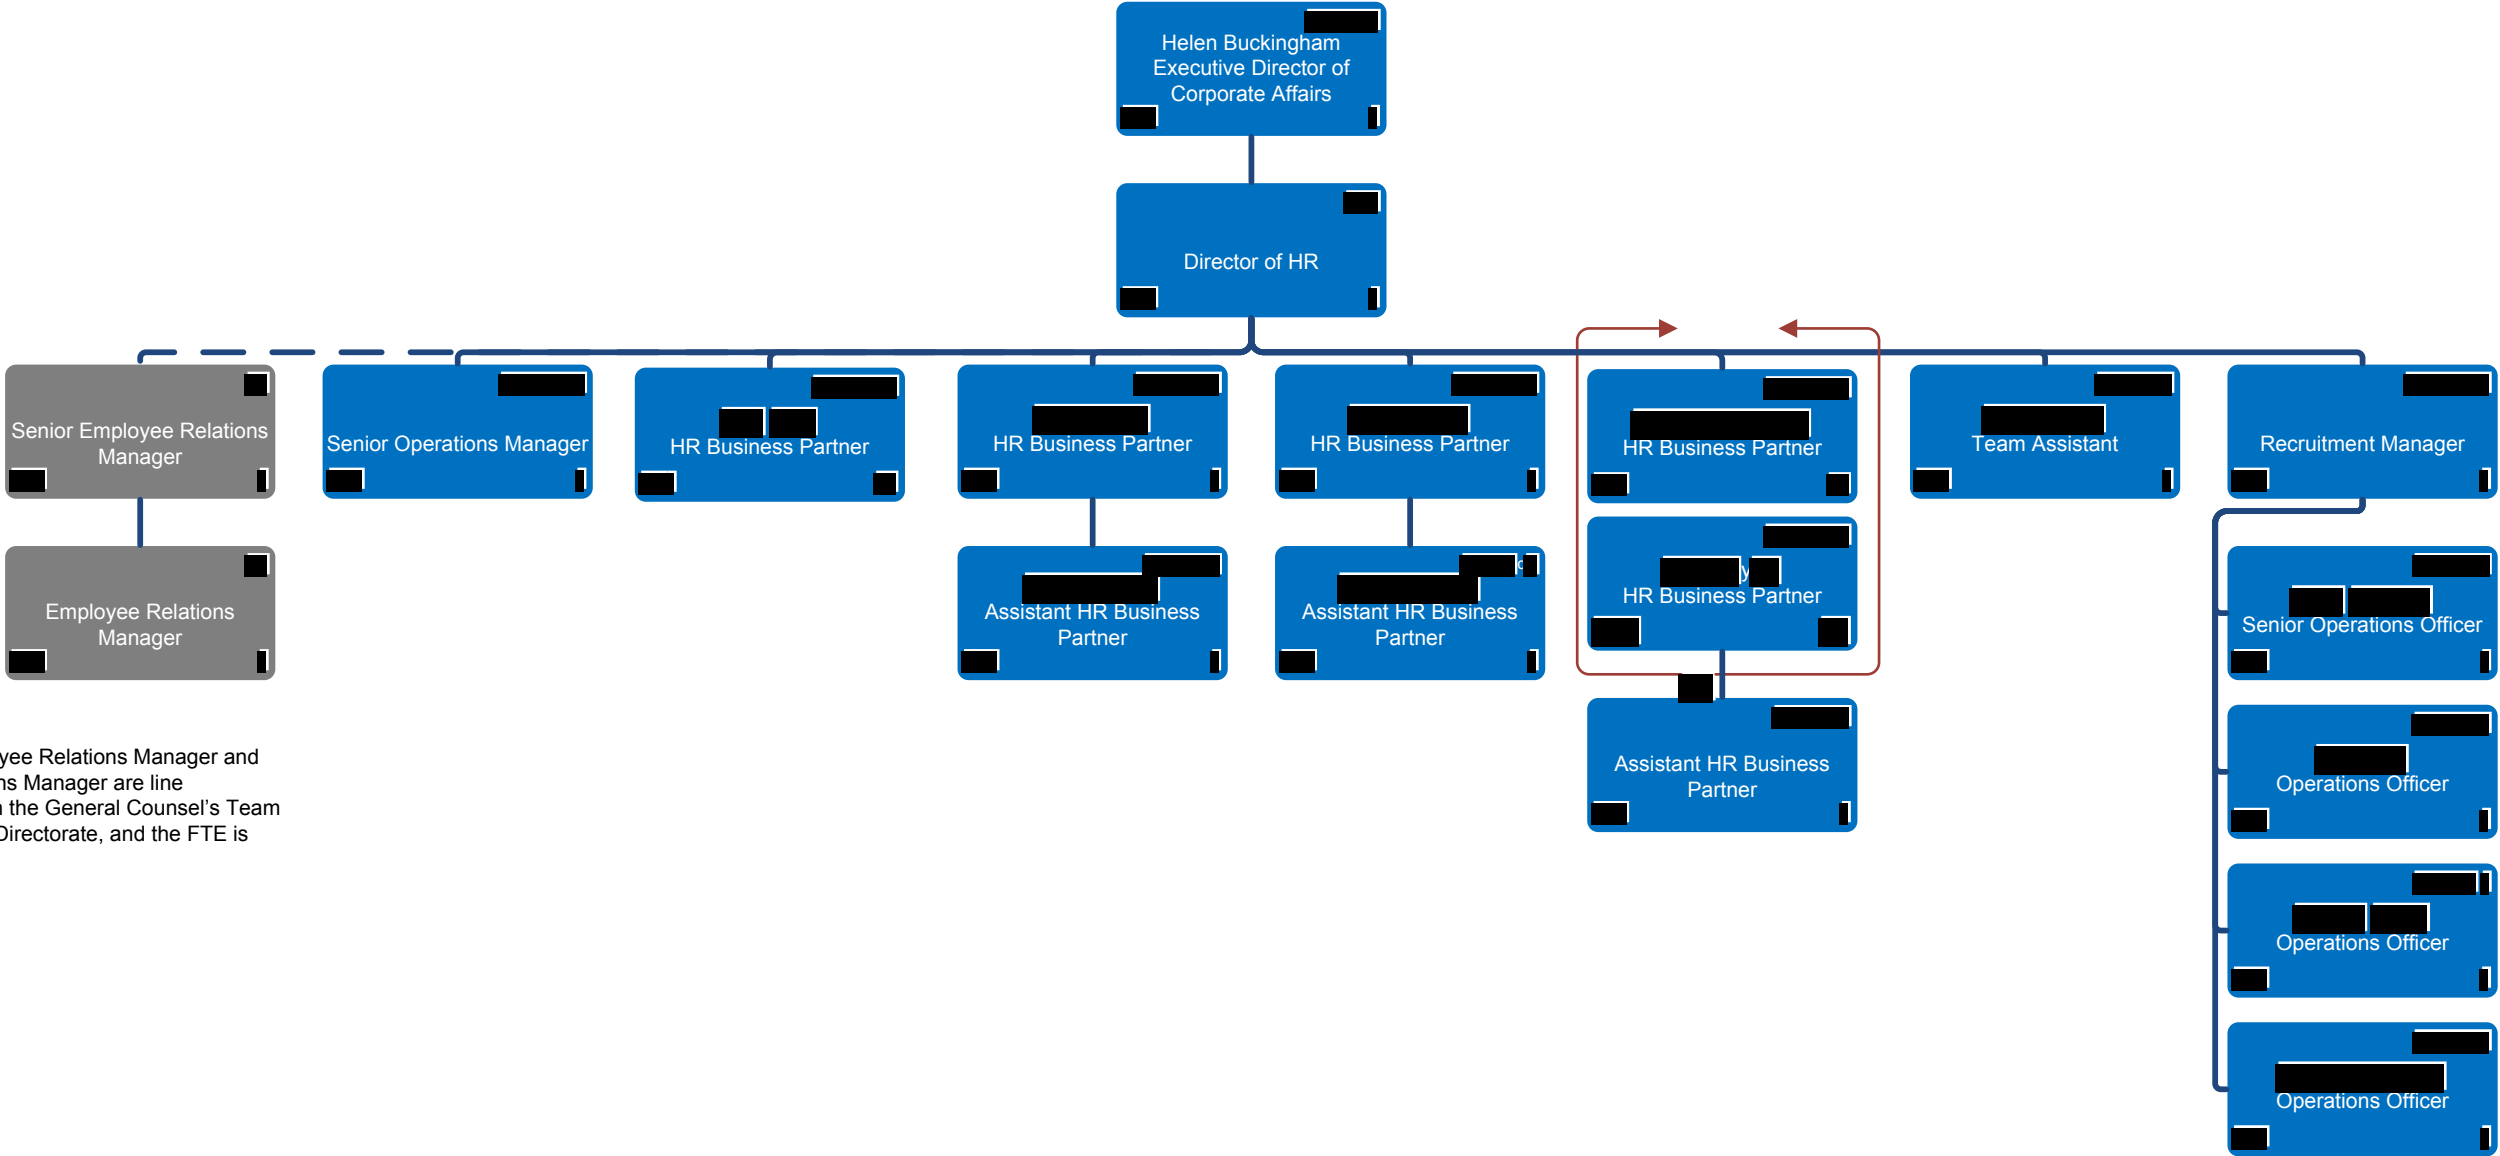 Helen Buckingham
Executive Director of
Corporate Affairs
Director of HR
Senior Employee Relations
Manager
Senior Operations Manager
HR Business Partner
HR Business Partner
HR Business Partner
HR Business Partner
Team Assistant
Recruitment Manager
Employee Relations
Manager
Assistant HR Business
Partner
Assistant HR Business
Partner
HR Business Partner
Senior Operations Officer
Assistant HR Business
Partner
Operations Officer
Operations Officer
Operations Officer
yee Relations Manager and
ns Manager are line
the General Counsel's Team
Directorate, and the FTE is